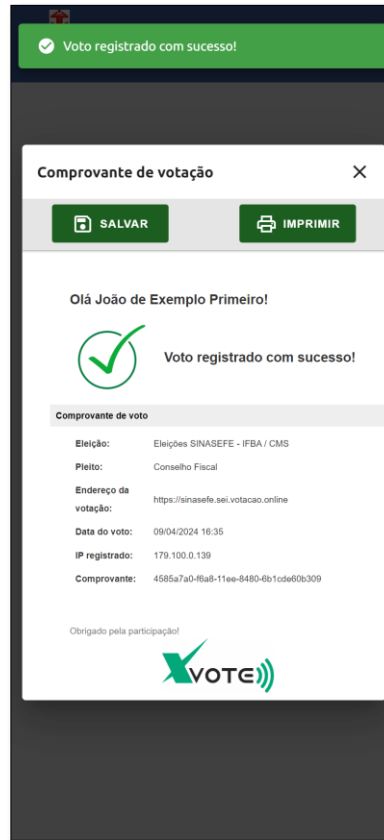 Voto registrado com sucesso!
Comprovante de votação
SALVAR
IMPRIMIR
Olá João de Exemplo Primeiro!
Voto registrado com sucesso!
Comprovante de voto
Eleição: Eleições SINASEFE - IFBA / CMS
Pleito: Conselho Fiscal
Endereço da
votação: https://sinasefe.sei.votacao.online
Data do voto: 09/04/2024 16:35
IP registrado: 179.100.0.139
Comprovante: 4585a7a0-f6a8-11ee-8480-6b1cde60b309
Obrigado pela participação!
XVOTE